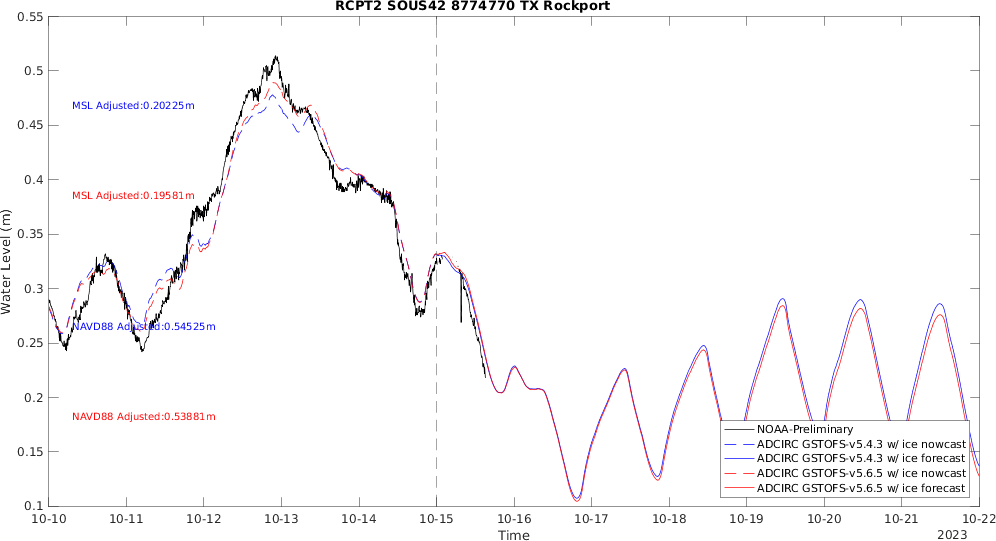 RCPT2 SOUS42 8774770 TX Rockport
Water Level (m)
0.55
0.5
0.45
0.4
0.35
0.3
0.25
0.2
0.15
0.1
MSL Adjusted:0.20225m
MSL Adjusted:0.19581m
NAVD88 Adjusted:0.54525m
NAVD88 Adjusted:0.53881m
NOAA-Preliminary
ADCIRC GSTOFS-v5.4.3 w/ ice nowcast
ADCIRC GSTOFS-v5.4.3 w/ ice forecast
ADCIRC GSTOFS-v5.6.5 w/ ice nowcast
ADCIRC GSTOFS-v5.6.5 w/ ice forecast
10-10 10-11 10-12 10-13 10-14 10-15 10-16 10-17 10-18 10-19 10-20 10-21 10-22
Time
2023